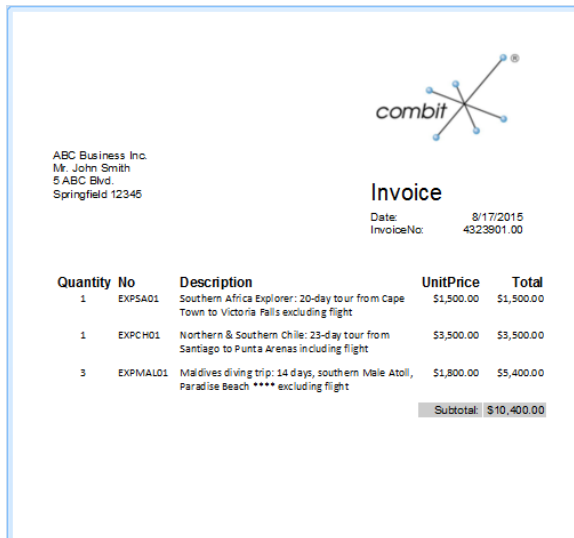 combit ®
ABC Business Inc.
Mr. John Smith
5 ABC Blvd.
Springfield 12345
Invoice
Date: 8/17/2015
InvoiceNo: 4323901.00
Quantity No Description UnitPrice Total
1 EXPSA01 Southern Africa Explorer: 20-day tour from Cape $1,500.00 $1,500.00
Town to Victoria Falls excluding flight
1 EXPCH01 Northern & Southern Chile: 23-day tour from $3,500.00 $3,500.00
Santiago to Punta Arenas including flight
3 EXPMAL01 Maldives diving trip: 14 days, southern Male Atoll, $1,800.00 $5,400.00
Paradise Beach **** excluding flight
Subtotal: $10,400.00